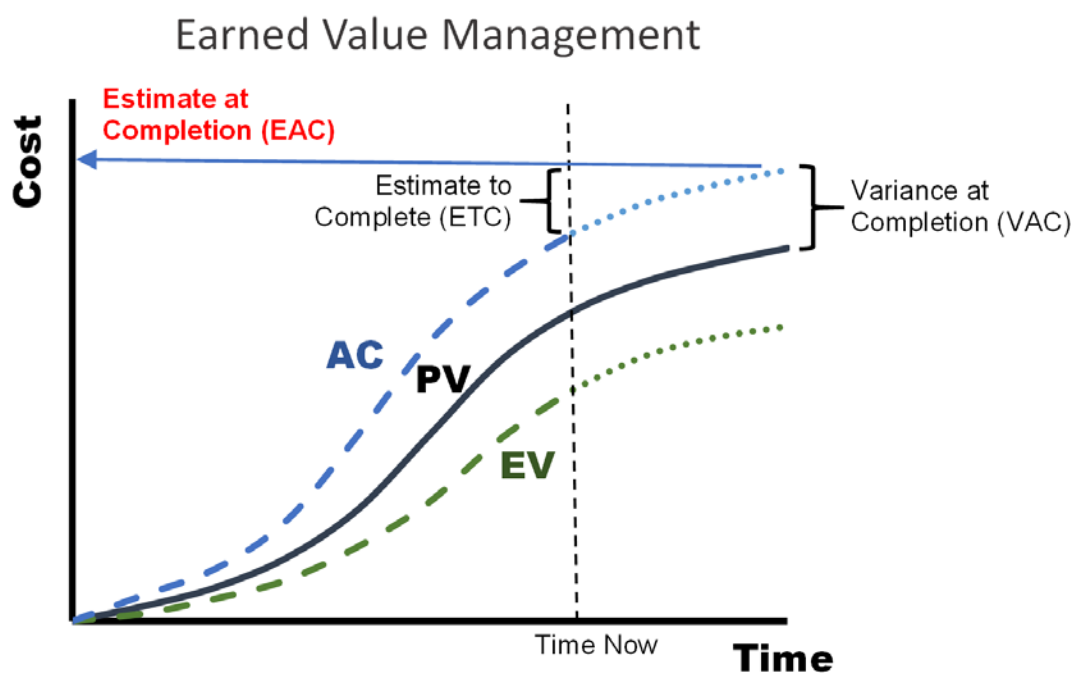 Earned Value Management
Estimate at
Completion (EAC)
Cost
Estimate to
Complete (ETC)
Variance at
Completion (VAC)
AC
PV
EV
Time Now
Time